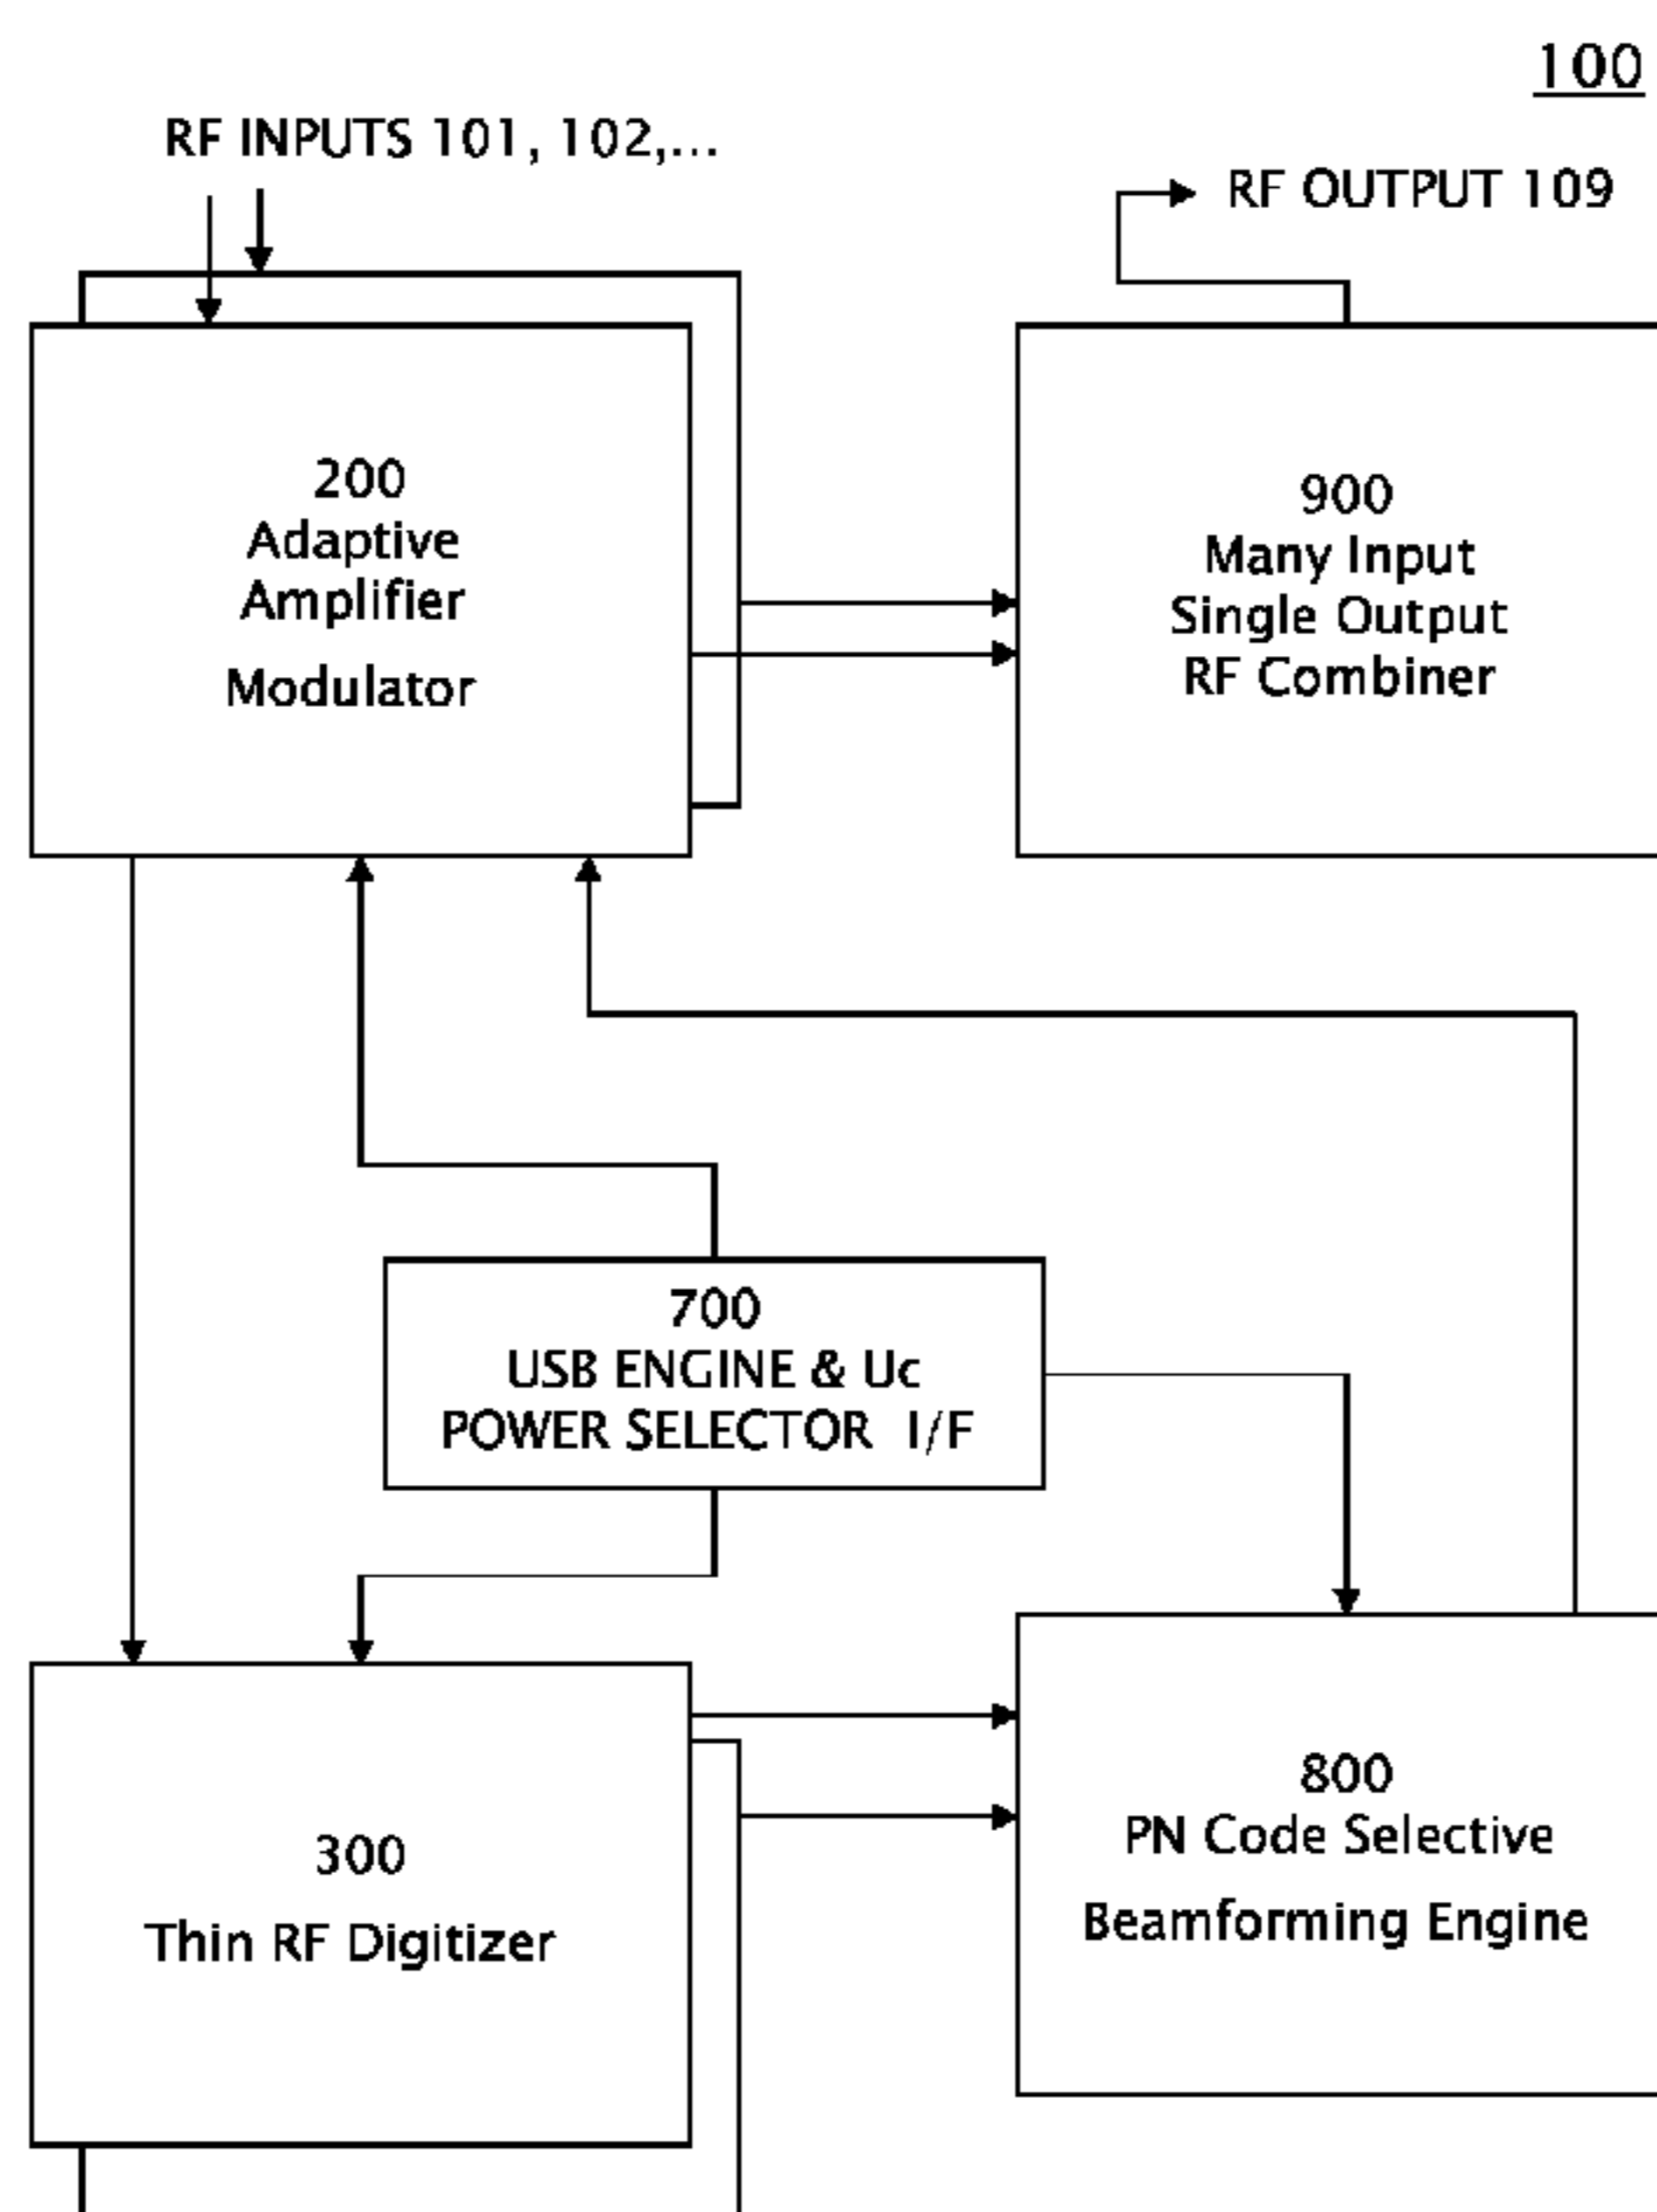 100
RF INPUTS 101, 102,...
RF OUTPUT 109
200
Adaptive
Amplifier
Modulator
900
Many Input
Single Output
RF Combiner
700
USB ENGINE & Uc
POWER SELECTOR I/F
300
Thin RF Digitizer
800
PN Code Selective
Beamforming Engine